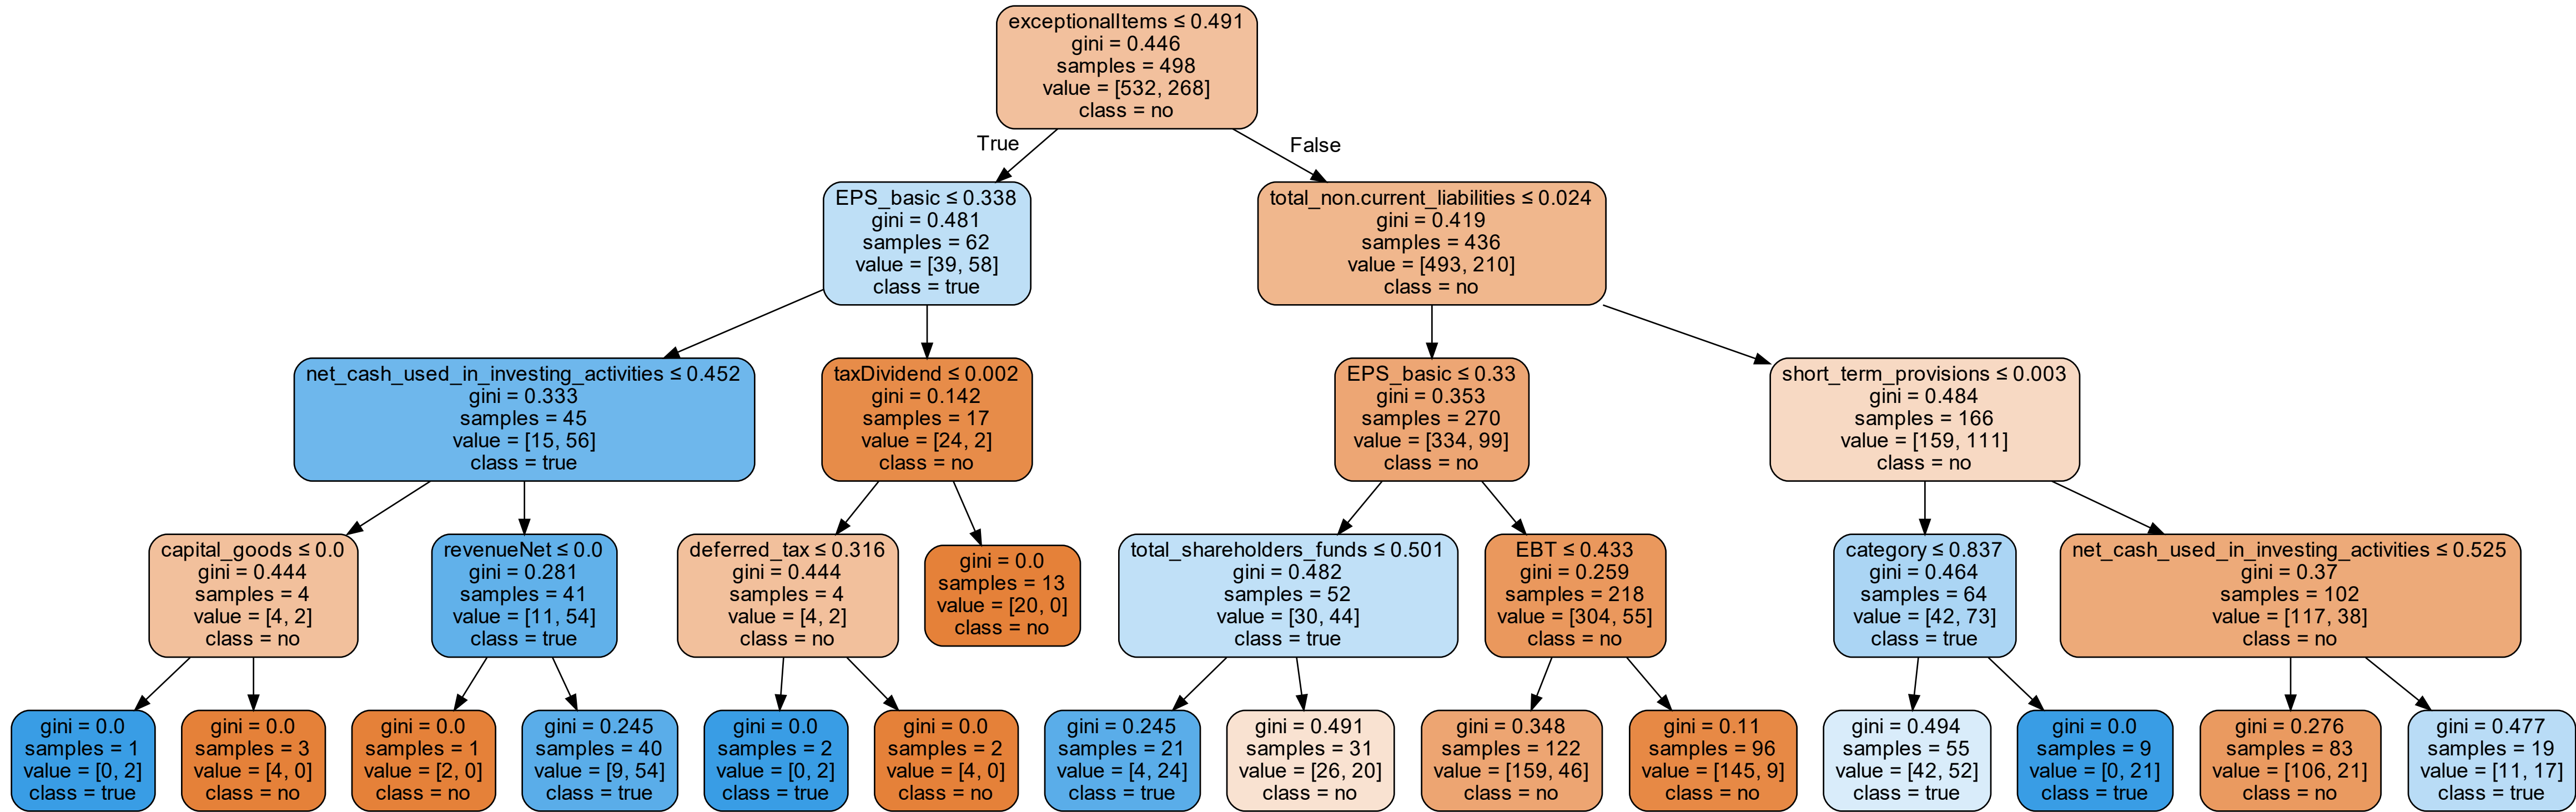 exceptionalItems ≤ 0.491
gini = 0.446
samples = 498
value = [532, 268]
class = no
True
False
EPS_basic ≤ 0.338
gini = 0.481
samples = 62
value = [39, 58]
class = true
total_non.current_liabilities ≤ 0.024
gini = 0.419
samples = 436
value = [493, 210]
class = no
net_cash_used_in_investing_activities ≤ 0.452
gini = 0.333
samples = 45
value = [15, 56]
class = true
taxDividend ≤ 0.002
gini = 0.142
samples = 17
value = [24, 2]
class = no
EPS_basic ≤ 0.33
gini = 0.353
samples = 270
value = [334, 99]
class = no
short_term_provisions ≤ 0.003
gini = 0.484
samples = 166
value = [159, 111]
class = no
capital_goods ≤ 0.0
gini = 0.444
samples = 4
value = [4, 2]
class = no
revenueNet ≤ 0.0
gini = 0.281
samples = 41
value = [11, 54]
class = true
deferred_tax ≤ 0.316
gini = 0.444
samples = 4
value = [4, 2]
class = no
gini = 0.0
samples = 13
value = [20, 0]
class = no
total_shareholders_funds ≤ 0.501
gini = 0.482
samples = 52
value = [30, 44]
class = true
EBT ≤ 0.433
gini = 0.259
samples = 218
value = [304, 55]
class = no
category ≤ 0.837
gini = 0.464
samples = 64
value = [42, 73]
class = true
net_cash_used_in_investing_activities ≤ 0.525
gini = 0.37
samples = 102
value = [117, 38]
class = no
gini = 0.0
samples = 1
value = [0, 2]
class = true
gini = 0.0
samples = 3
value = [4, 0]
class = no
gini = 0.0
samples = 1
value = [2, 0]
class = no
gini = 0.245
samples = 40
value = [9, 54]
class = true
gini = 0.0
samples = 2
value = [0, 2]
class = true
gini = 0.0
samples = 2
value = [4, 0]
class = no
gini = 0.245
samples = 21
value = [4, 24]
class = true
gini = 0.491
samples = 31
value = [26, 20]
class = no
gini = 0.348
samples = 122
value = [159, 46]
class = no
gini = 0.11
samples = 96
value = [145, 9]
class = no
gini = 0.494
samples = 55
value = [42, 52]
class = true
gini = 0.0
samples = 9
value = [0, 21]
class = true
gini = 0.276
samples = 83
value = [106, 21]
class = no
gini = 0.477
samples = 19
value = [11, 17]
class = true